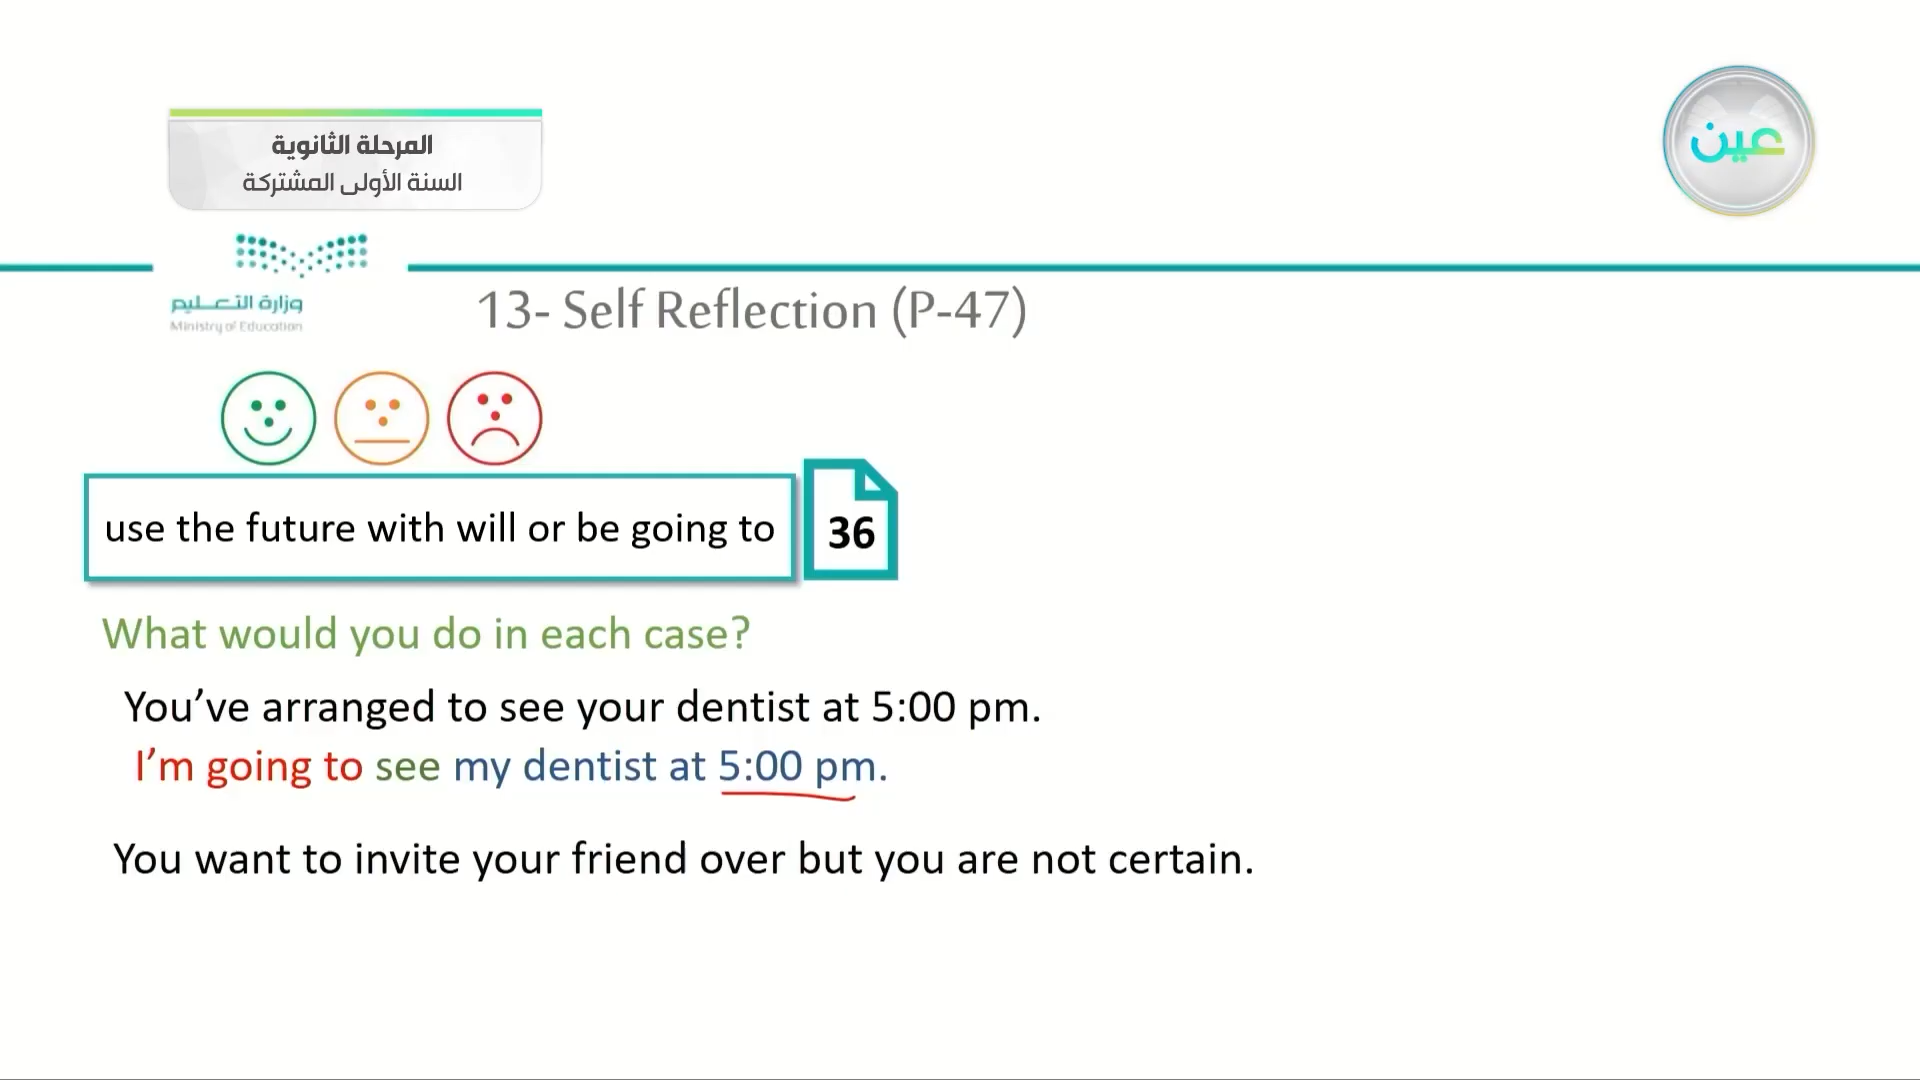 المرحلة الثانوية
السنة الأولى المشتركة
عين
وزارة التعليم
Ministry of Education
13- Self Reflection (P-47)
use the future with will or be going to
36
What would you do in each case?
You’ve arranged to see your dentist at 5:00 pm.
I’m going to see my dentist at 5:00 pm.
You want to invite your friend over but you are not certain.